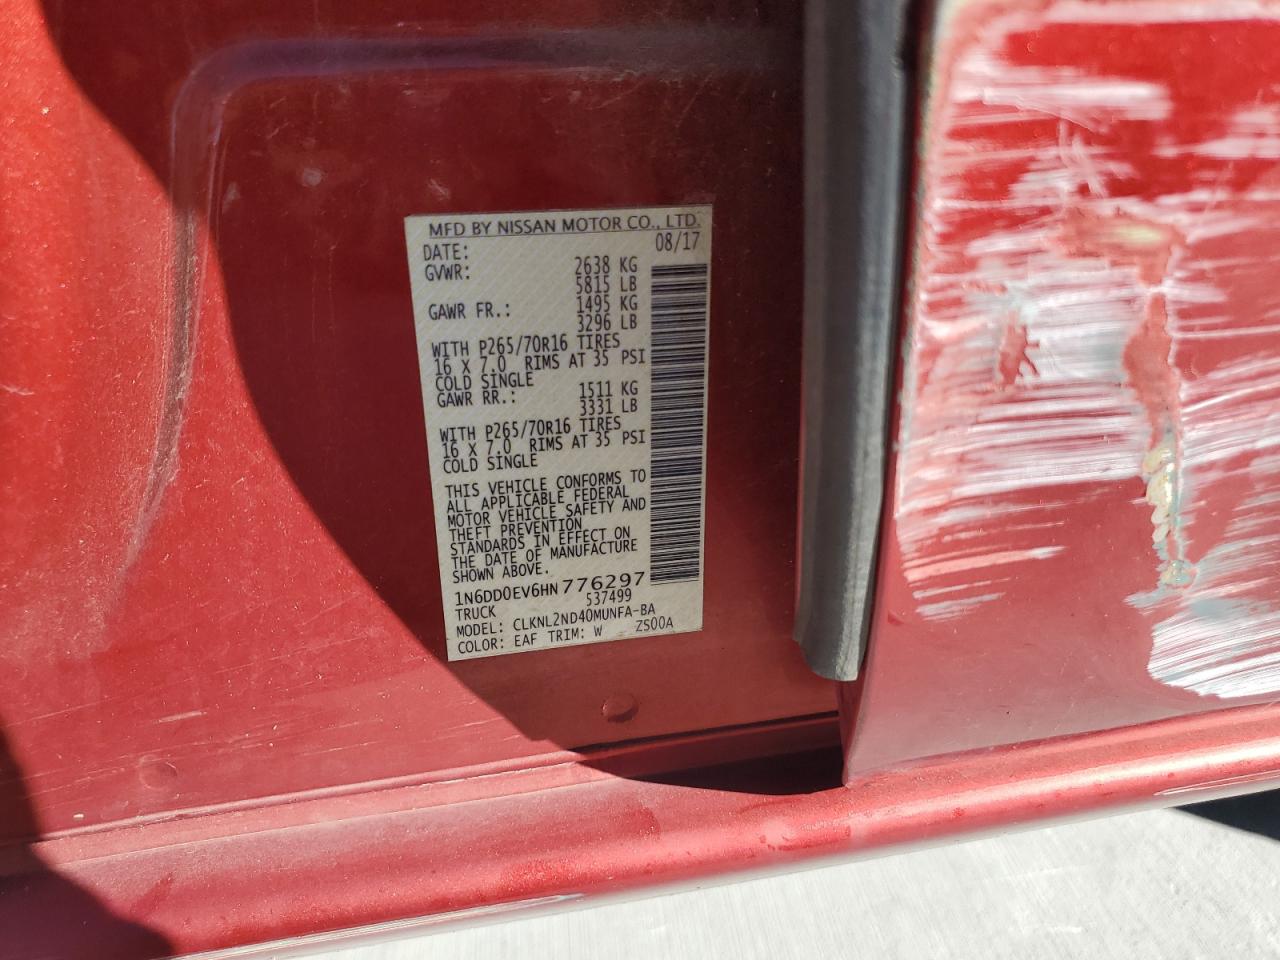 MFD BY NISSAN MOTOR CO., LTD.
DATE: 08/17
GVWR: 2638 KG
5815 LB
GAWR FR.: 1495 KG
3296 LB
WITH P265/70R16 TIRES
16 X 7.0 RIMS AT 35 PSI
COLD SINGLE
GAWR RR.: 1511 KG
3331 LB
WITH P265/70R16 TIRES
16 X 7.0 RIMS AT 35 PSI
COLD SINGLE
THIS VEHICLE CONFORMS TO
ALL APPLICABLE FEDERAL
MOTOR VEHICLE SAFETY AND
THEFT PREVENTION
STANDARDS IN EFFECT ON
THE DATE OF MANUFACTURE
SHOWN ABOVE.
1N6DD0EV6HN776297
TRUCK 537499
MODEL: CLKNL2ND40MUNFA-BA
COLOR: EAF TRIM: W ZS00A